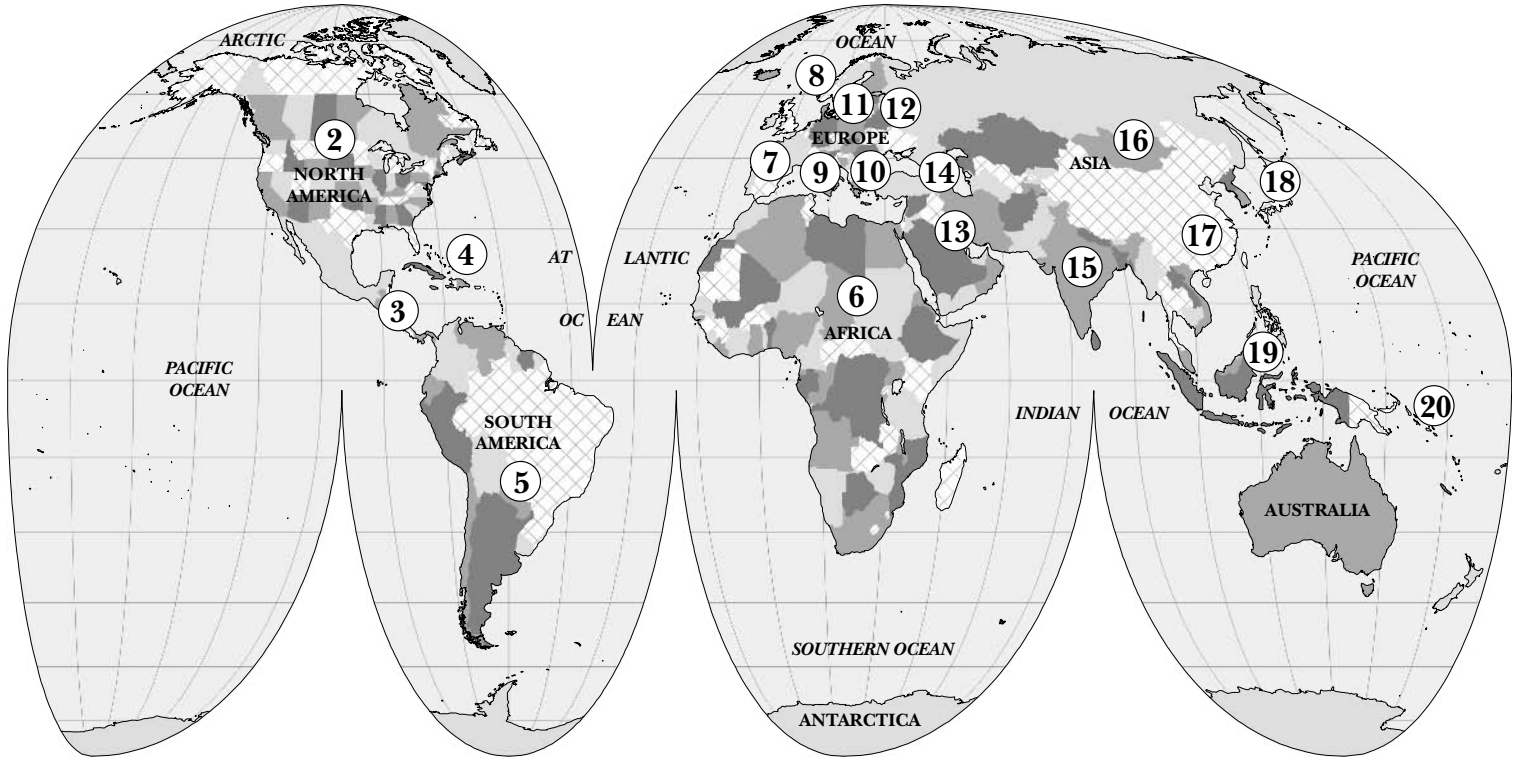 ARCTIC
OCEAN
8
11
12
2
EUROPE
16
7
ASIA
NORTH
AMERICA
9
10
14
18
13
17
4
AT
LANTIC
15
PACIFIC
OCEAN
6
3
OC
EAN
AFRICA
19
PACIFIC
OCEAN
SOUTH
AMERICA
INDIAN
OCEAN
20
5
AUSTRALIA
SOUTHERN OCEAN
ANTARCTICA